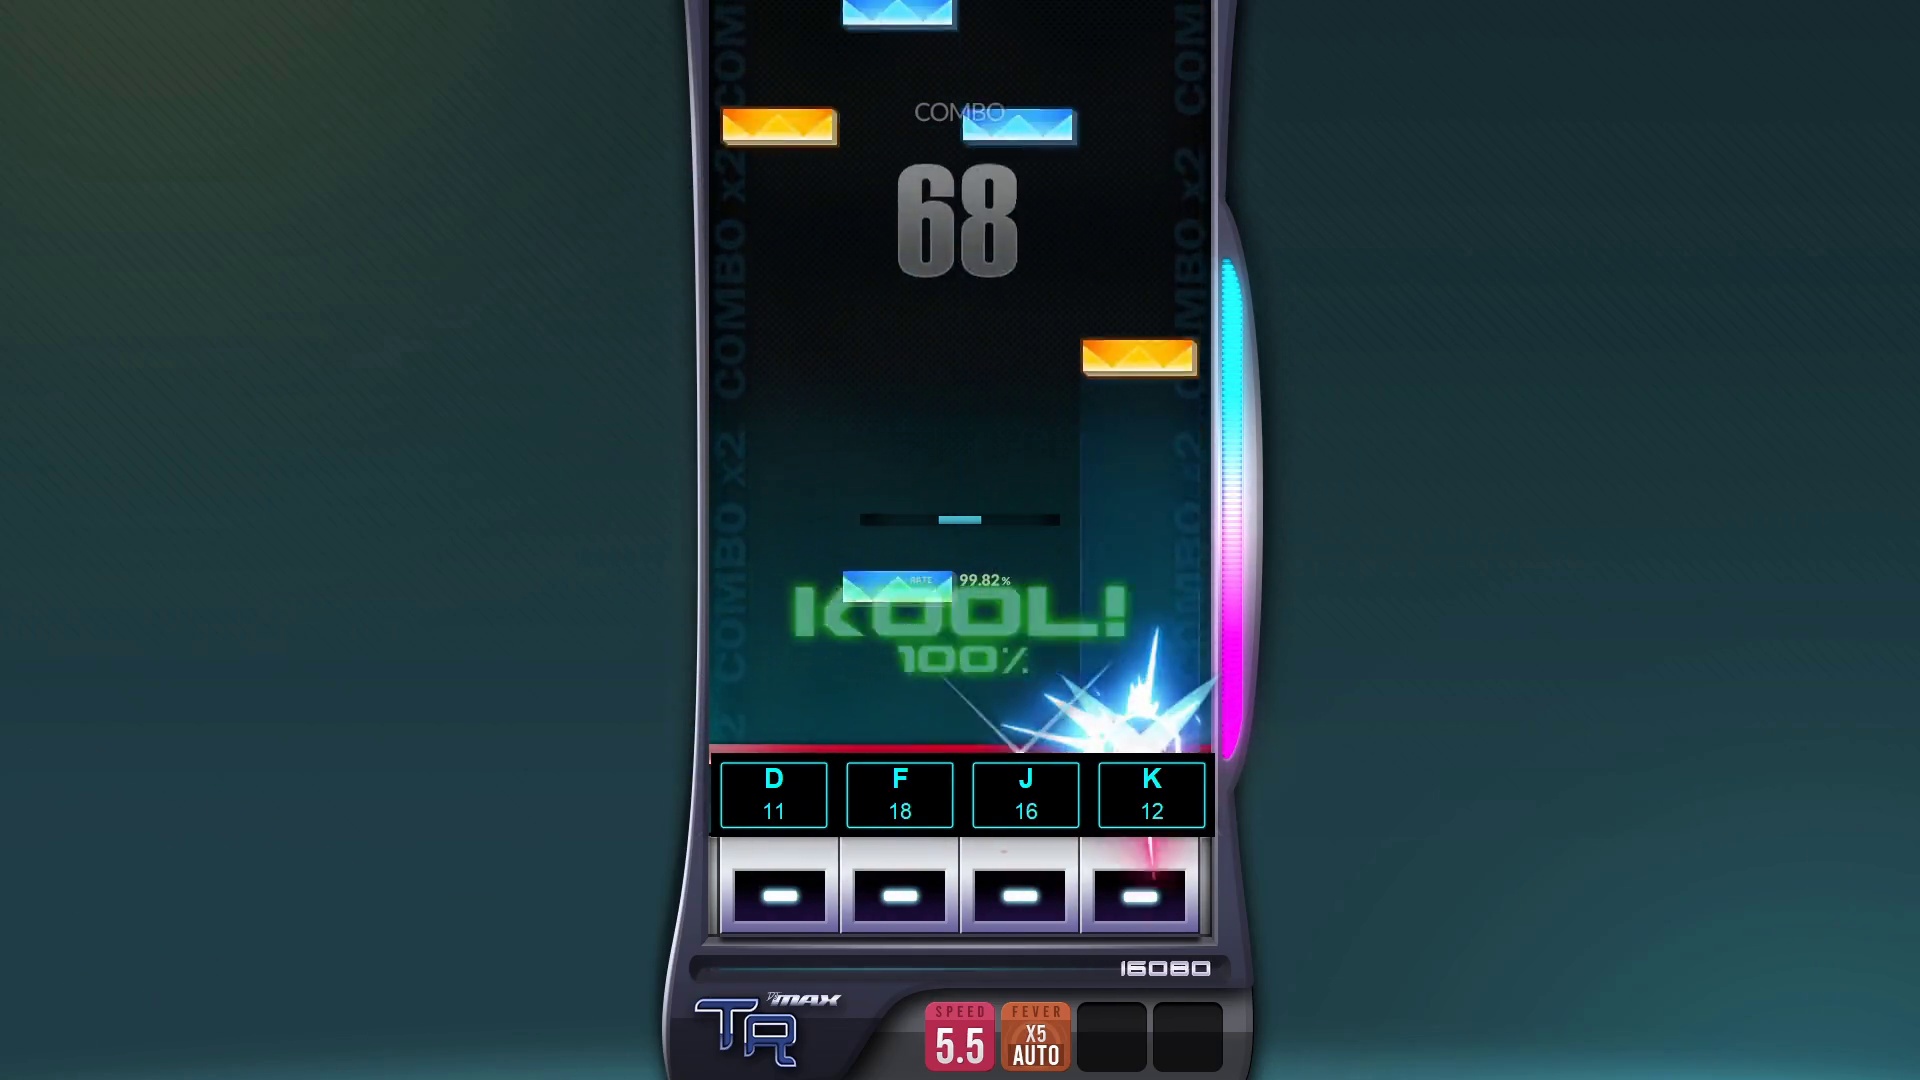 COMBO
68
COMBO x2 COMBO x2 COMBO
COMBO x2 COMBO x2 COMBO
RATE 99.82%
KOOL!
100%
D F J K
11 18 16 12
16080
MAX
TR
SPEED
5.5
FEVER
X5
AUTO